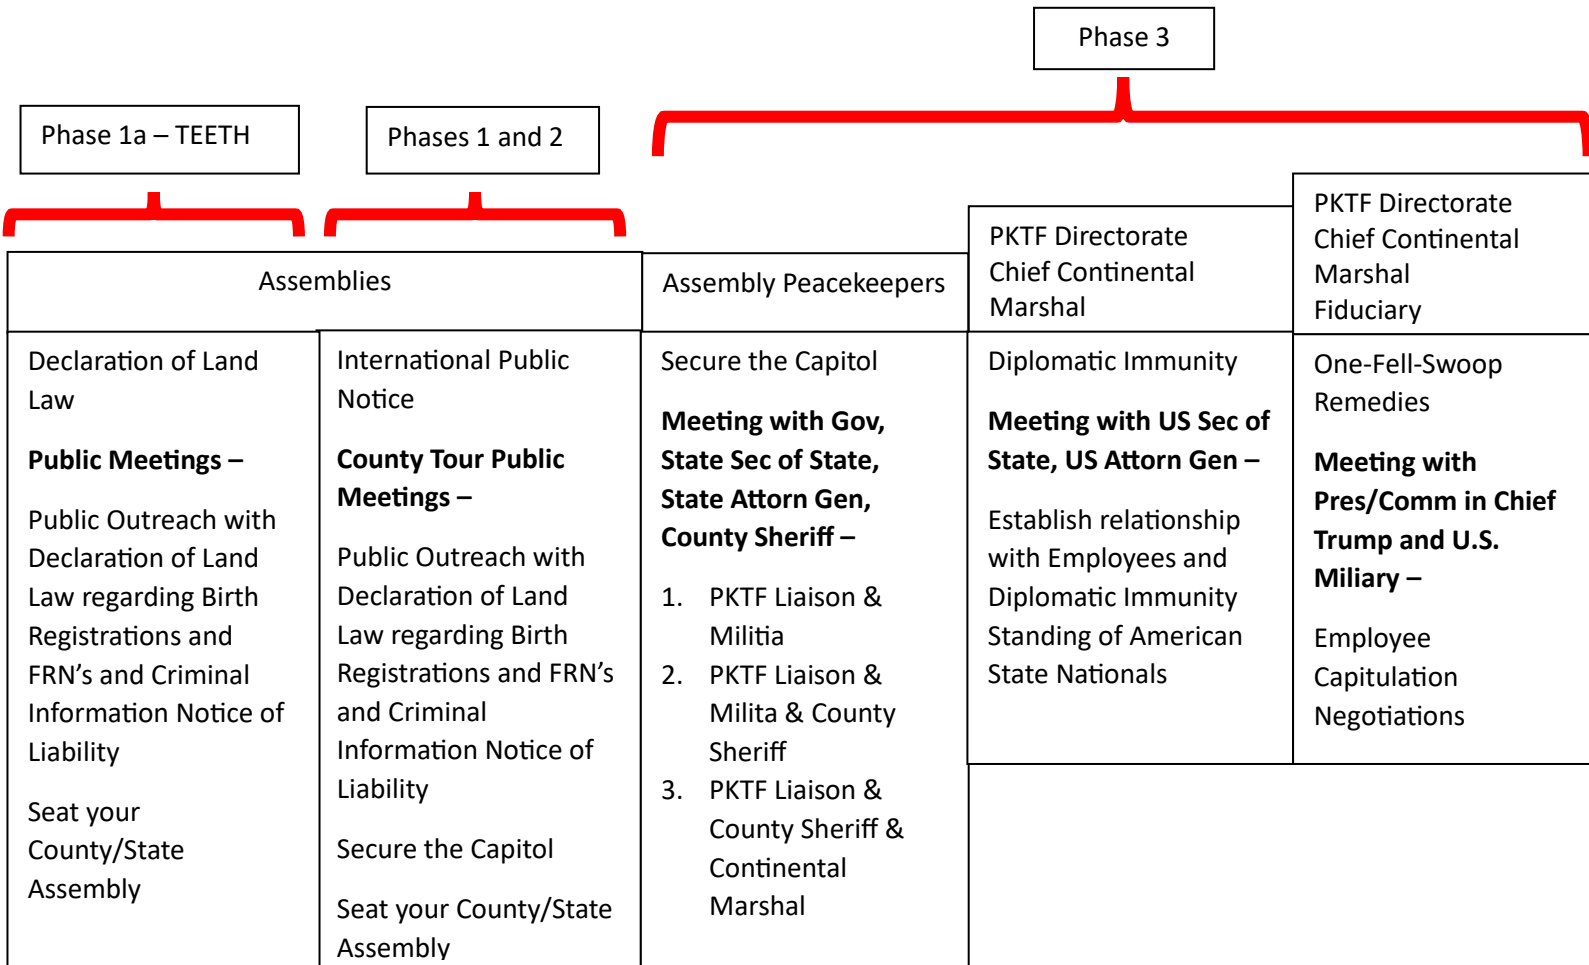 Phase 3
Phase 1a – TEETH
Phases 1 and 2
Assemblies
Assembly Peacekeepers
PKTF Directorate
Chief Continental
Marshal
PKTF Directorate
Chief Continental
Marshal
Fiduciary
Declaration of Land
Law
Public Meetings –
Public Outreach with
Declaration of Land
Law regarding Birth
Registrations and
FRN’s and Criminal
Information Notice of
Liability
Seat your
County/State
Assembly
International Public
Notice
County Tour Public
Meetings –
Public Outreach with
Declaration of Land
Law regarding Birth
Registrations and FRN’s
and Criminal
Information Notice of
Liability
Secure the Capitol
Seat your County/State
Assembly
Secure the Capitol
Meeting with Gov,
State Sec of State,
State Attorn Gen,
County Sheriff –
1. PKTF Liaison &
Militia
2. PKTF Liaison &
Milita & County
Sheriff
3. PKTF Liaison &
County Sheriff &
Continental
Marshal
Diplomatic Immunity
Meeting with US Sec of
State, US Attorn Gen –
Establish relationship
with Employees and
Diplomatic Immunity
Standing of American
State Nationals
One-Fell-Swoop
Remedies
Meeting with
Pres/Comm in Chief
Trump and U.S.
Miliary –
Employee
Capitulation
Negotiations